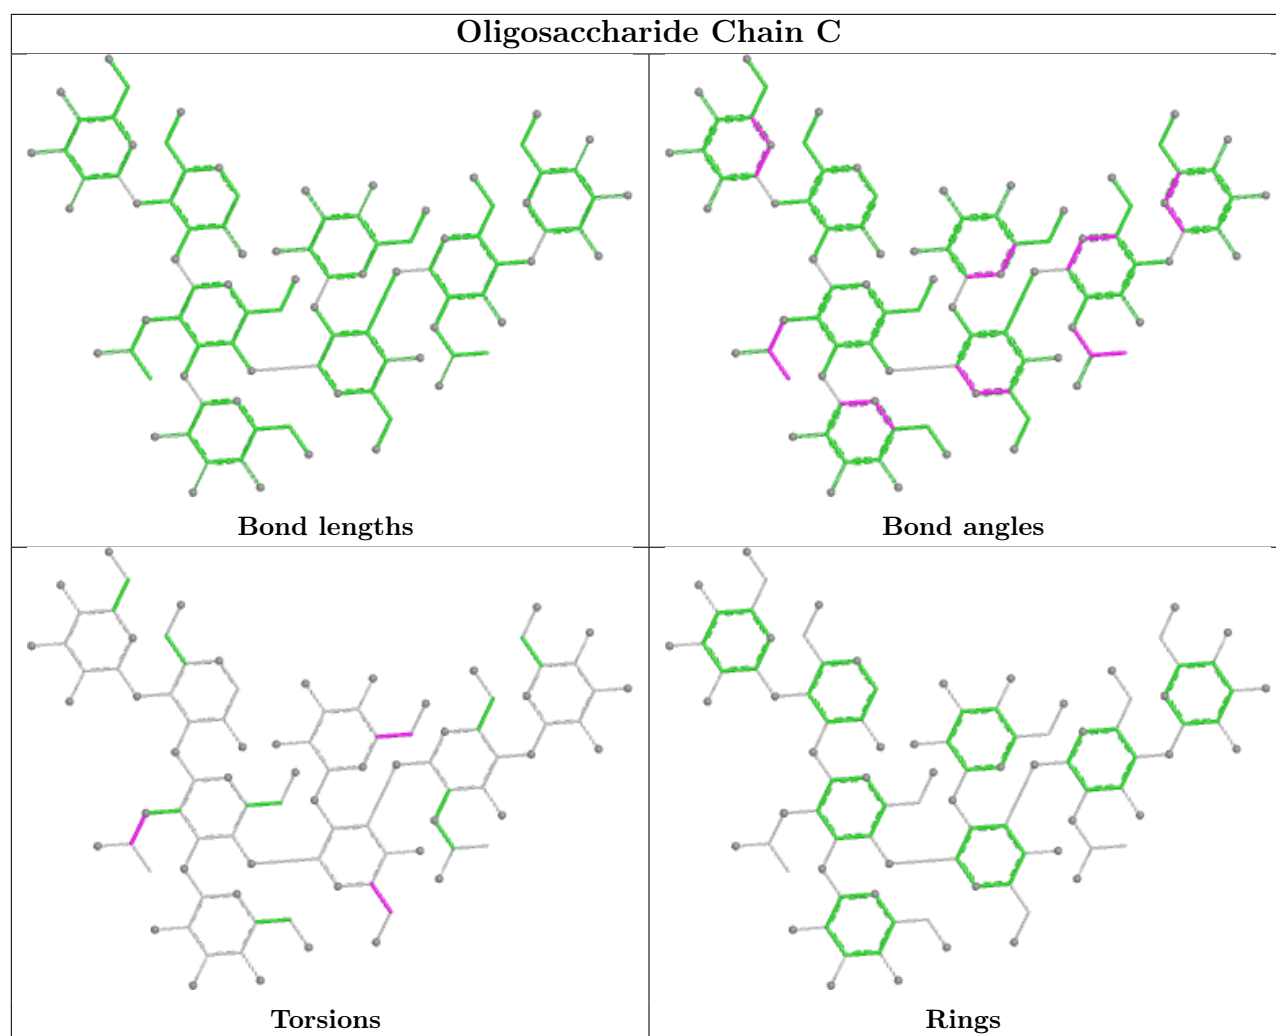 Oligosaccharide Chain C
Bond lengths
Bond angles
Torsions
Rings